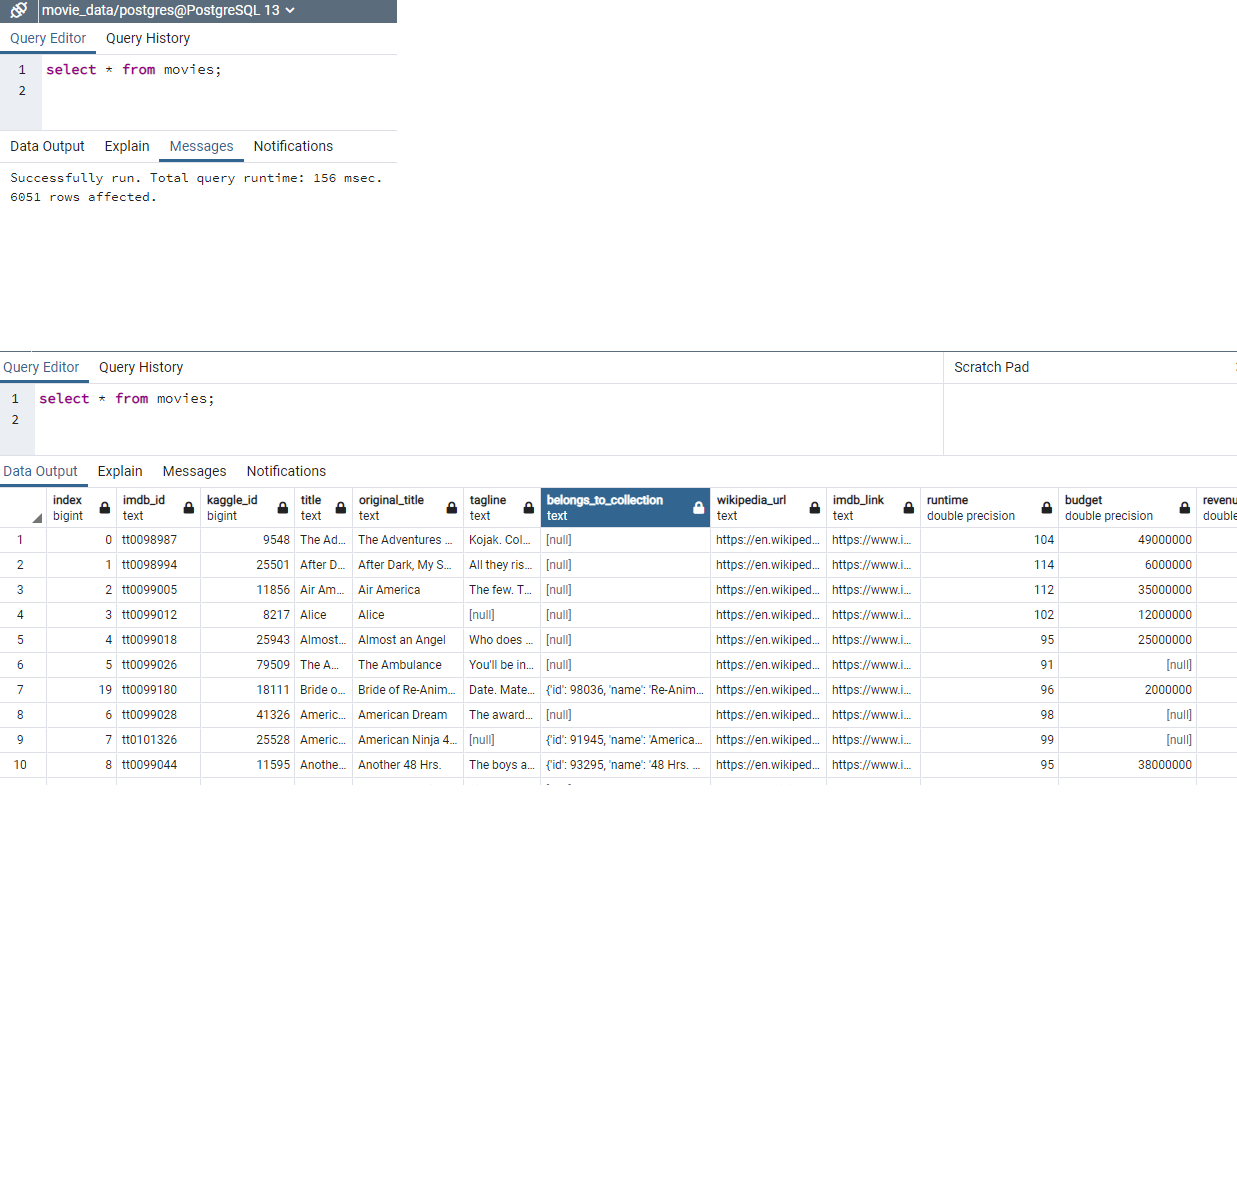 movie_data/postgres@PostgreSQL 13
Query Editor Query History
1 select * from movies;
2
Data Output Explain Messages Notifications
Successfully run. Total query runtime: 156 msec.
6051 rows affected.
Query Editor Query History Scratch Pad
1 select * from movies;
2
Data Output Explain Messages Notifications
index imdb_id kaggle_id title original_title tagline belongs_to_collection wikipedia_url imdb_link runtime budget revenu
bigint text bigint text text text text text text double precision double precision double
1 0 tt0098987 9548 The Ad... The Adventures ... Kojak. Col... [null] https://en.wikiped... https://www.i... 104 49000000
2 1 tt0098994 25501 After D... After Dark, My S... All they ris... [null] https://en.wikiped... https://www.i... 114 6000000
3 2 tt0099005 11856 Air Am... Air America The few. T... [null] https://en.wikiped... https://www.i... 112 35000000
4 3 tt0099012 8217 Alice Alice [null] [null] https://en.wikiped... https://www.i... 102 12000000
5 4 tt0099018 25943 Almost... Almost an Angel Who does ... [null] https://en.wikiped... https://www.i... 95 25000000
6 5 tt0099026 79509 The A... The Ambulance You'll be in... [null] https://en.wikiped... https://www.i... 91 [null]
7 19 tt0099180 18111 Bride o... Bride of Re-Anim... Date. Mate... {'id': 98036, 'name': 'Re-Anim... https://en.wikiped... https://www.i... 96 2000000
8 6 tt0099028 41326 Americ... American Dream The award... [null] https://en.wikiped... https://www.i... 98 [null]
9 7 tt0101326 25528 Americ... American Ninja 4... [null] {'id': 91945, 'name': 'America... https://en.wikiped... https://www.i... 99 [null]
10 8 tt0099044 11595 Anothe... Another 48 Hrs. The boys a... {'id': 93295, 'name': '48 Hrs. ... https://en.wikiped... https://www.i... 95 38000000